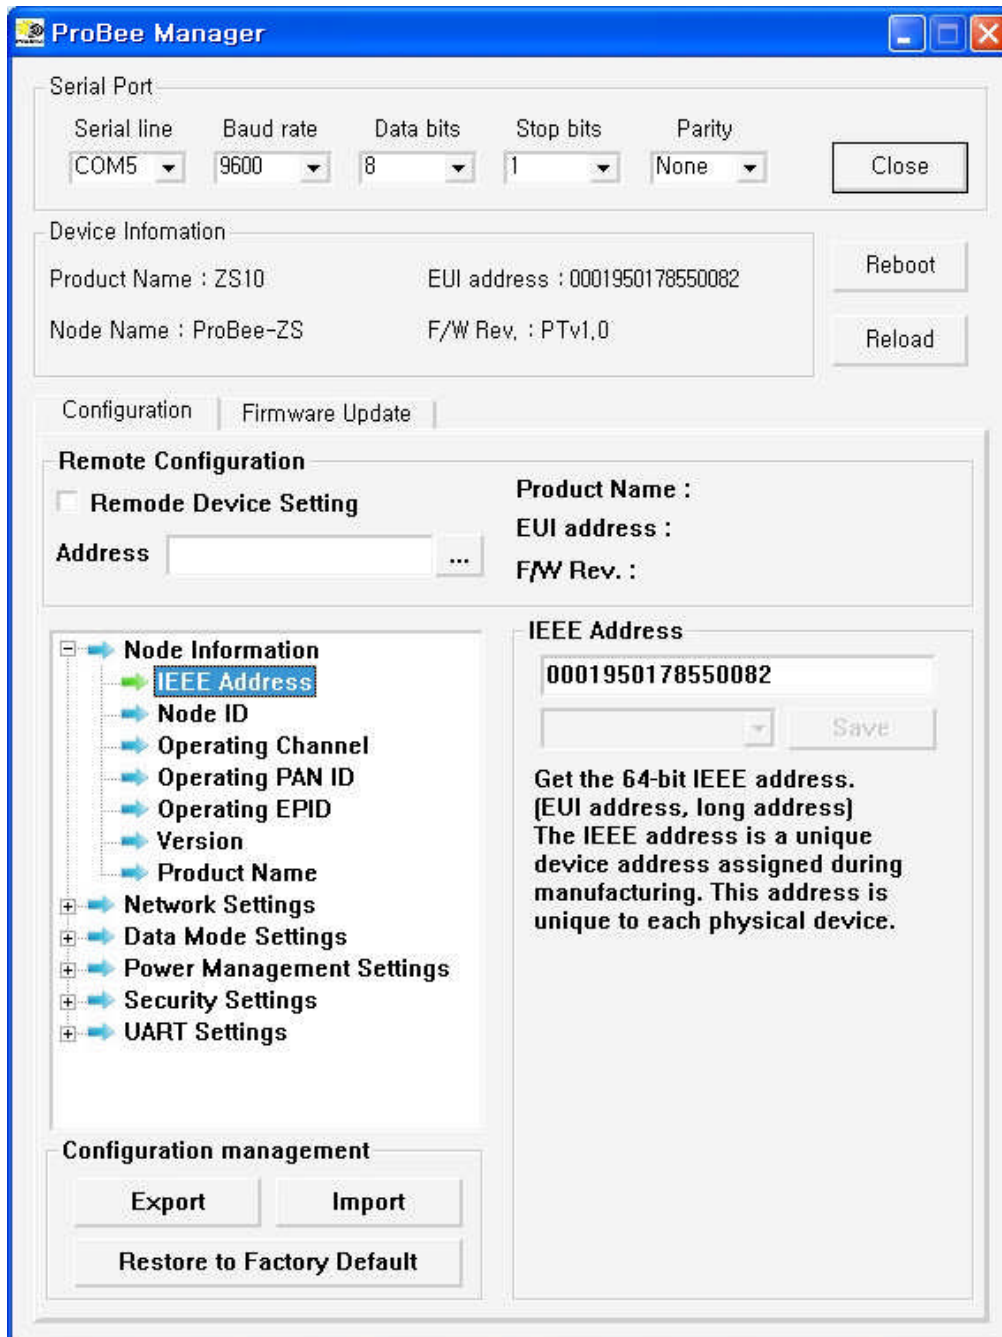 ProBee Manager
Serial Port
Serial line Baud rate Data bits Stop bits Parity
COM5 9600 8 1 None Close
Device Infomation
Product Name : ZS10 EUI address : 0001950178550082
Node Name : ProBee-ZS F/W Rev. : PTv1.0
Reboot
Reload
Configuration Firmware Update
Remote Configuration
Remode Device Setting
Address ...
Product Name :
EUI address :
F/W Rev. :
Node Information
IEEE Address
Node ID
Operating Channel
Operating PAN ID
Operating EPID
Version
Product Name
Network Settings
Data Mode Settings
Power Management Settings
Security Settings
UART Settings
IEEE Address
0001950178550082
Save
Get the 64-bit IEEE address.
(EUI address, long address)
The IEEE address is a unique
device address assigned during
manufacturing. This address is
unique to each physical device.
Configuration management
Export Import
Restore to Factory Default